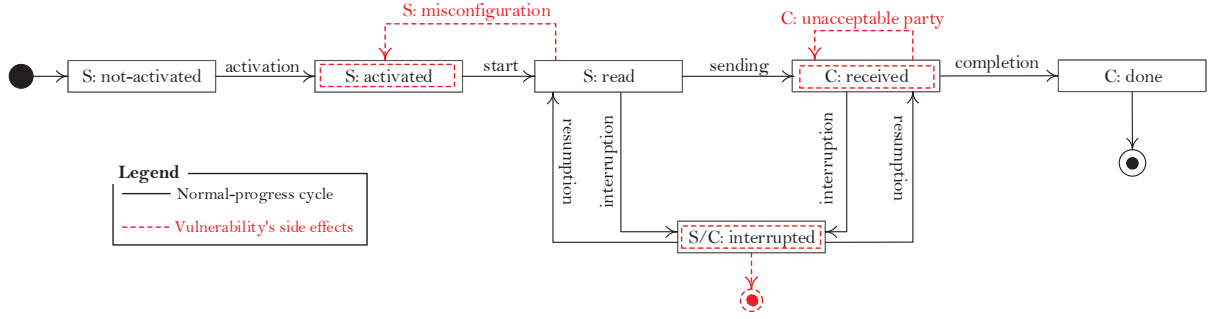 S: misconfiguration
C: unacceptable party
S: not-activated
activation
S: activated
start
S: read
sending
C: received
completion
C: done
resumption
interruption
interruption
resumption
Legend
Normal-progress cycle
Vulnerability's side effects
S/C: interrupted